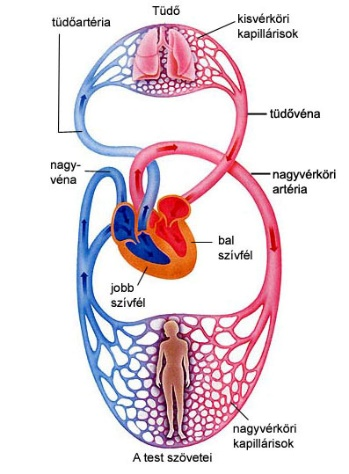 Tüdő
tüdőartéria
kisvérköri
kapillárisok
tüdővéna
nagy-
véna
nagyvérköri
artéria
bal
szívfél
jobb
szívfél
nagyvérköri
kapillárisok
A test szövetei